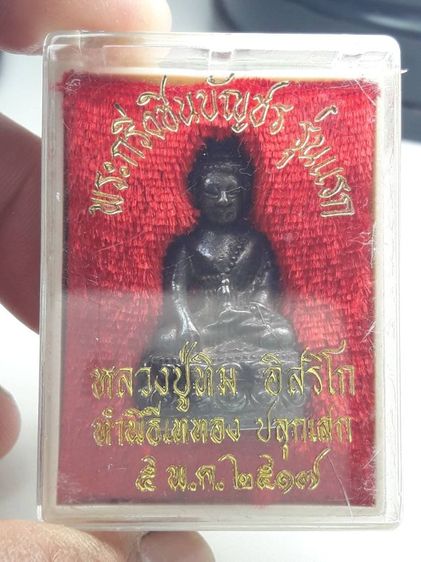 พระกริ่งชินบัญชร รุ่นแรก
หลวงปู่ทิม อิสริโก
ทำพิธีเททอง ปลุกเสก
๕ พ.ค.๒๕๑๗